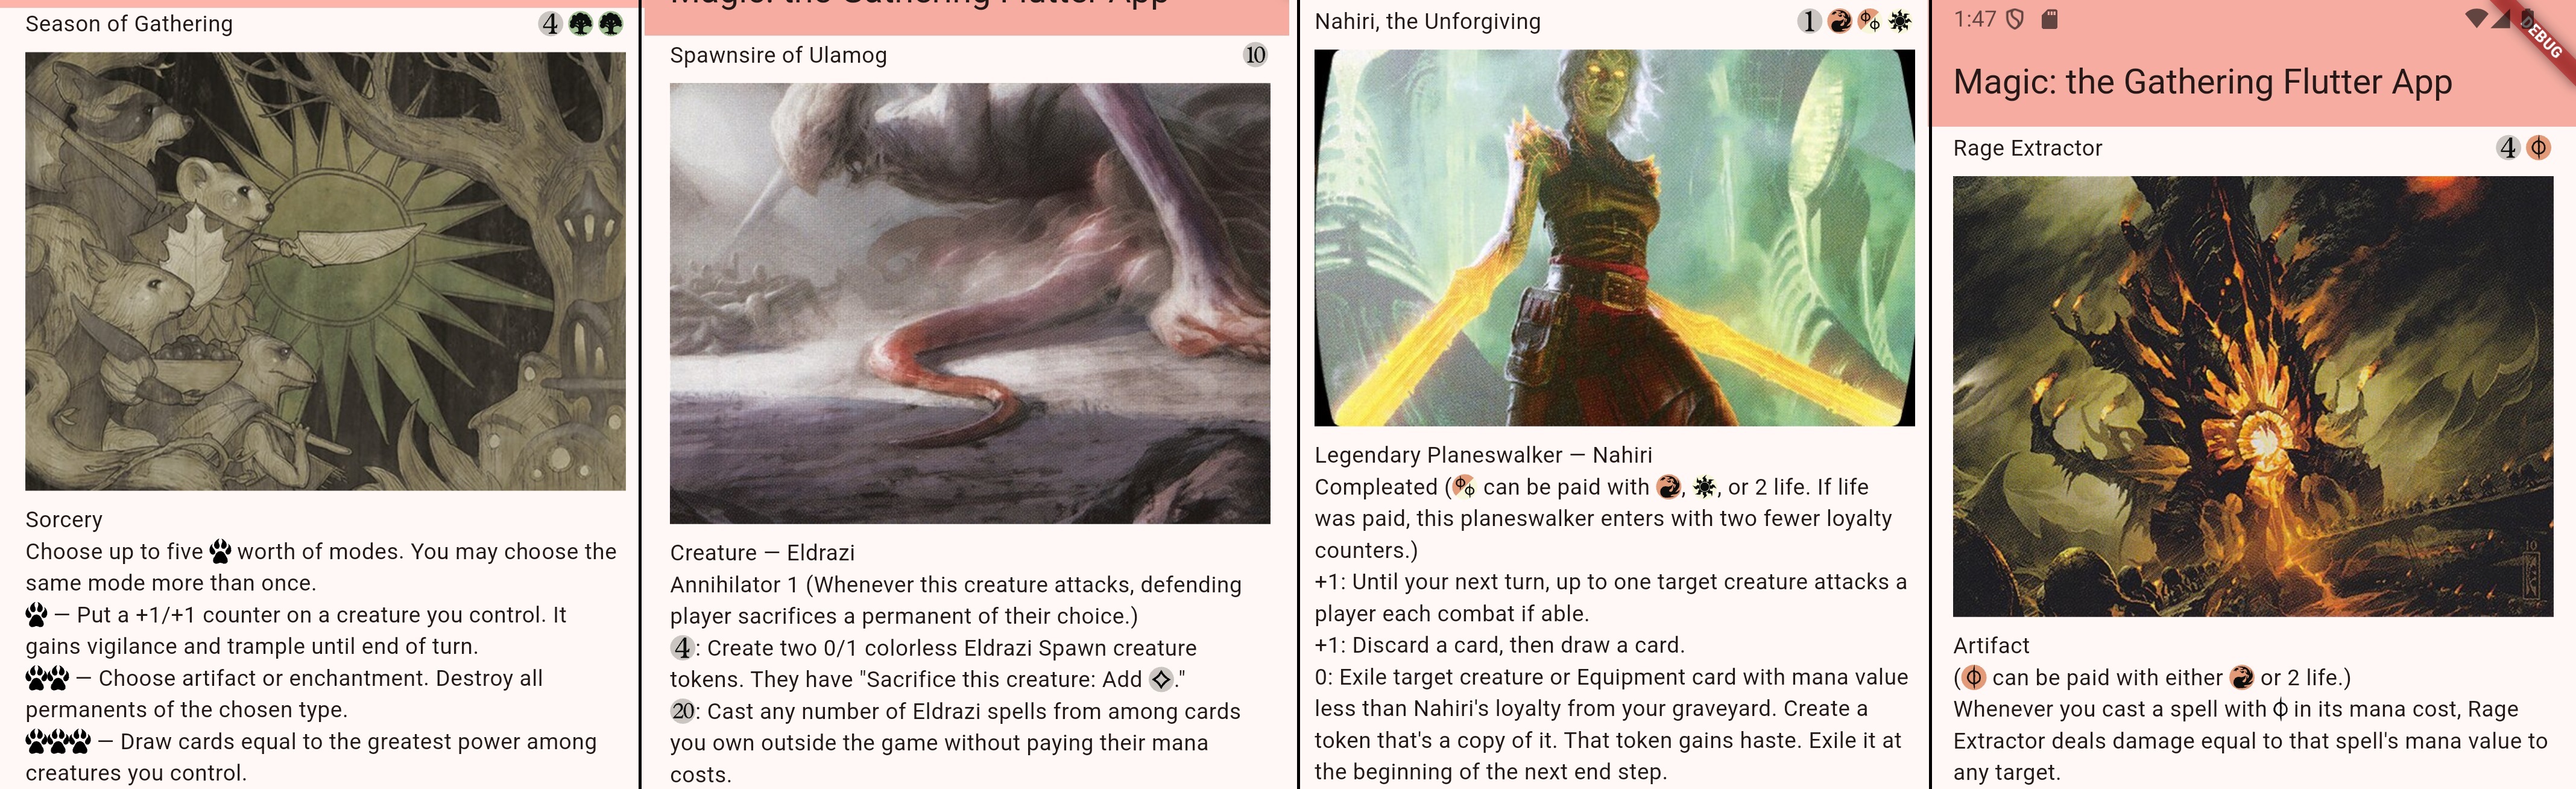 Season of Gathering 4
Sorcery
Choose up to five worth of modes. You may choose the
same mode more than once.
— Put a +1/+1 counter on a creature you control. It
gains vigilance and trample until end of turn.
— Choose artifact or enchantment. Destroy all
permanents of the chosen type.
— Draw cards equal to the greatest power among
creatures you control.
Magic: the Gathering Flutter App
Spawnsire of Ulamog 10
Creature — Eldrazi
Annihilator 1 (Whenever this creature attacks, defending
player sacrifices a permanent of their choice.)
4: Create two 0/1 colorless Eldrazi Spawn creature
tokens. They have "Sacrifice this creature: Add ."
20: Cast any number of Eldrazi spells from among cards
you own outside the game without paying their mana
costs.
Nahiri, the Unforgiving 1
Legendary Planeswalker — Nahiri
Compleated ( can be paid with , , or 2 life. If life
was paid, this planeswalker enters with two fewer loyalty
counters.)
+1: Until your next turn, up to one target creature attacks a
player each combat if able.
+1: Discard a card, then draw a card.
0: Exile target creature or Equipment card with mana value
less than Nahiri's loyalty from your graveyard. Create a
token that's a copy of it. That token gains haste. Exile it at
the beginning of the next end step.
1:47
DEBUG
Magic: the Gathering Flutter App
Rage Extractor 4
Artifact
( can be paid with either or 2 life.)
Whenever you cast a spell with in its mana cost, Rage
Extractor deals damage equal to that spell's mana value to
any target.